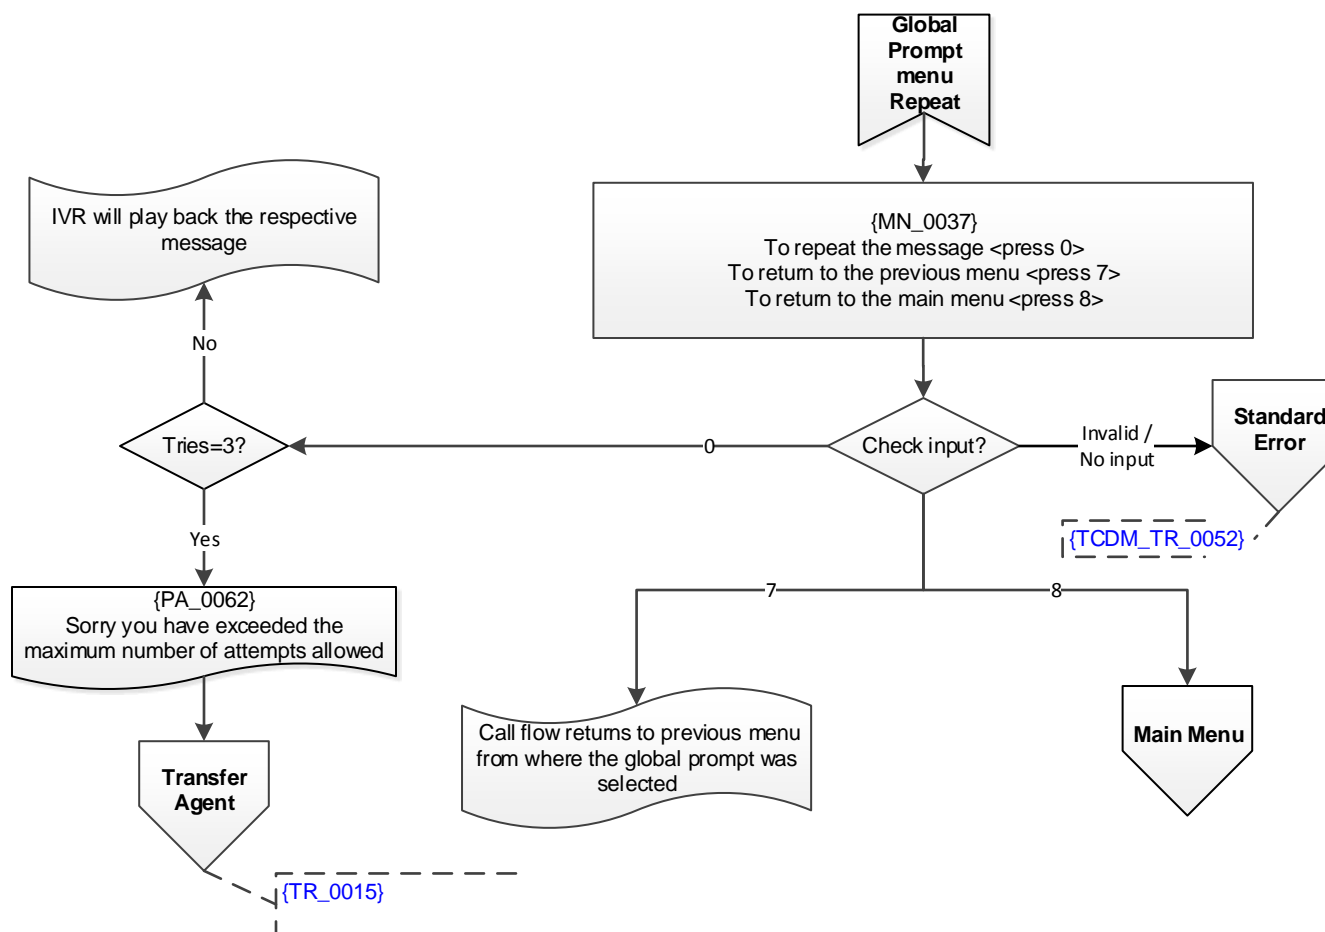 Global
Prompt
menu
Repeat
{MN_0037}
To repeat the message <press 0>
To return to the previous menu <press 7>
To return to the main menu <press 8>
IVR will play back the respective
message
No
Tries=3?
0
Check input?
Invalid /
No input
Standard
Error
{TCDM_TR_0052}
Yes
{PA_0062}
Sorry you have exceeded the
maximum number of attempts allowed
7
8
Call flow returns to previous menu
from where the global prompt was
selected
Main Menu
Transfer
Agent
{TR_0015}